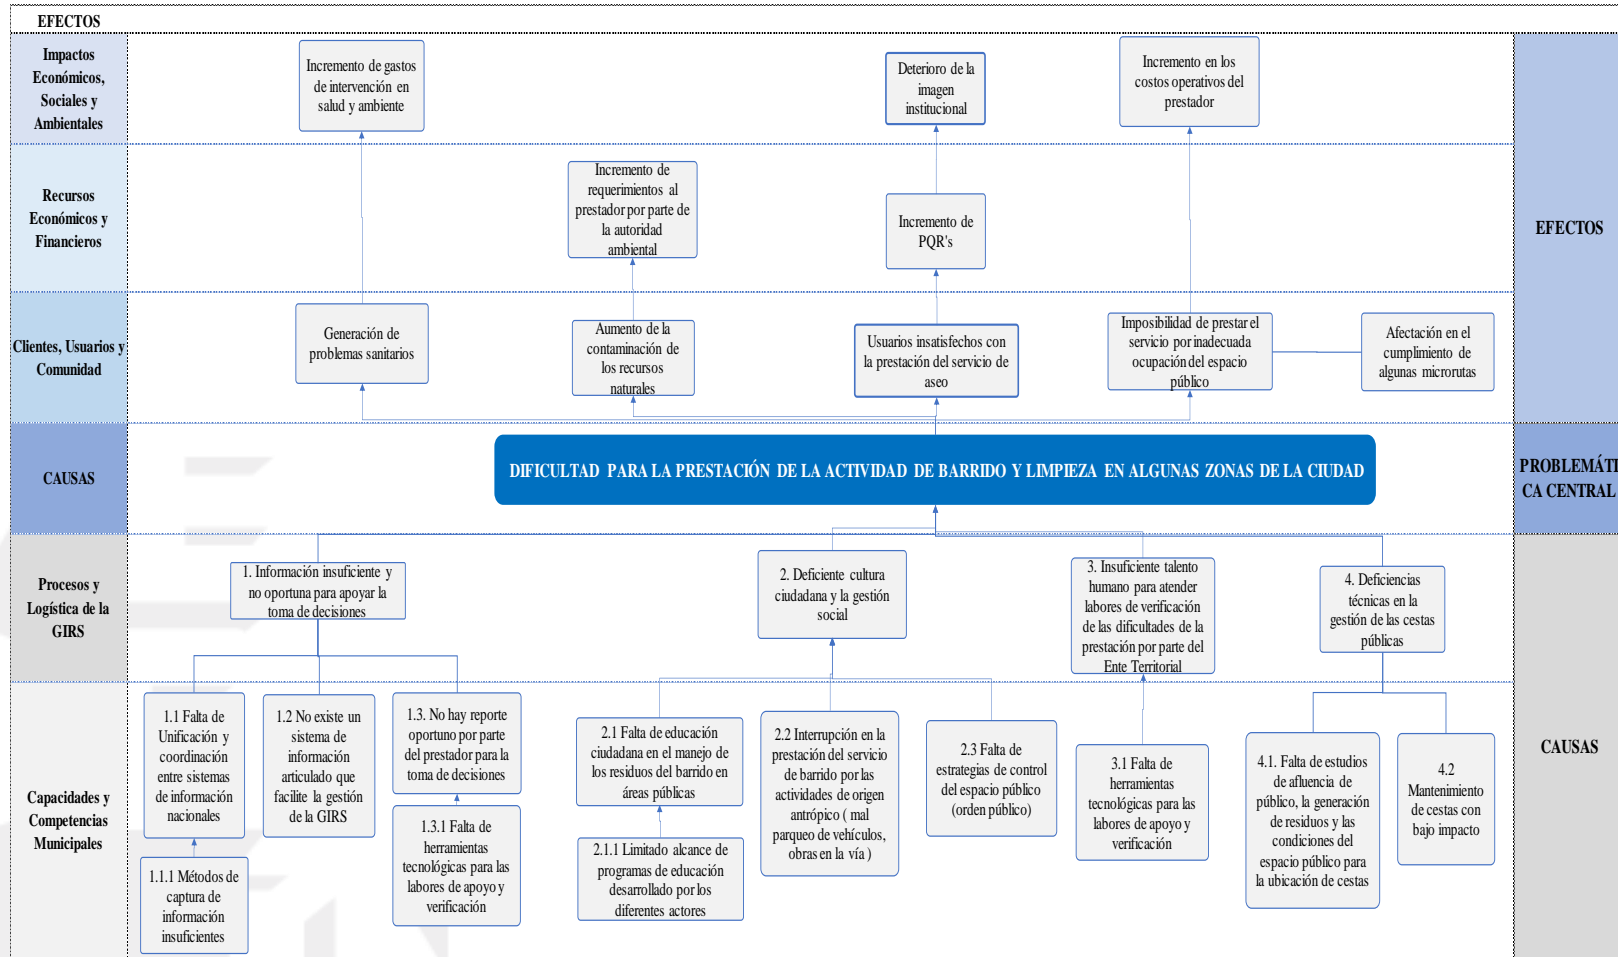 EFECTOS
Impactos
Económicos,
Sociales y
Ambientales
Incremento de gastos
de intervención en
salud y ambiente
Deterioro de la
imagen
institucional
Incremento en los
costos operativos del
prestador
Recursos
Económicos y
Financieros
Incremento de
requerimientos al
prestador por parte de
la autoridad
ambiental
Incremento de
PQR's
EFECTOS
Clientes, Usuarios y
Comunidad
Generación de
problemas sanitarios
Aumento de la
contaminación de
los recursos
naturales
Usuarios insatisfechos con
la prestación del servicio de
aseo
Imposibilidad de prestar el
servicio por inadecuada
ocupación del espacio
público
Afectación en el
cumplimiento de
algunas microrutas
CAUSAS
DIFICULTAD PARA LA PRESTACIÓN DE LA ACTIVIDAD DE BARRIDO Y LIMPIEZA EN ALGUNAS ZONAS DE LA CIUDAD
PROBLEMÁTI
CA CENTRAL
Procesos y
Logística de la
GIRS
1. Información insuficiente y
no oportuna para apoyar la
toma de decisiones
2. Deficiente cultura
ciudadana y la gestión
social
3. Insuficiente talento
humano para atender
labores de verificación
de las dificultades de la
prestación por parte del
Ente Territorial
4. Deficiencias
técnicas en la
gestión de las cestas
públicas
CAUSAS
Capacidades y
Competencias
Municipales
1.1 Falta de
Unificación y
coordinación
entre sistemas
de información
nacionales
1.2 No existe un
sistema de
información
articulado que
facilite la gestión
de la GIRS
1.3. No hay reporte
oportuno por parte
del prestador para la
toma de decisiones
2.1 Falta de educación
ciudadana en el manejo de
los residuos del barrido en
áreas públicas
2.2 Interrupción en la
prestación del servicio
de barrido por las
actividades de origen
antrópico ( mal
parqueo de vehículos,
obras en la vía )
2.3 Falta de
estrategias de control
del espacio público
(orden público)
3.1 Falta de
herramientas
tecnológicas para las
labores de apoyo y
verificación
4.1. Falta de estudios
de afluencia de
público, la generación
de residuos y las
condiciones del
espacio público para
la ubicación de cestas
4.2
Mantenimiento
de cestas con
bajo impacto
1.1.1 Métodos de
captura de
información
insuficientes
1.3.1 Falta de
herramientas
tecnológicas para las
labores de apoyo y
verificación
2.1.1 Limitado alcance de
programas de educación
desarrollado por los
diferentes actores